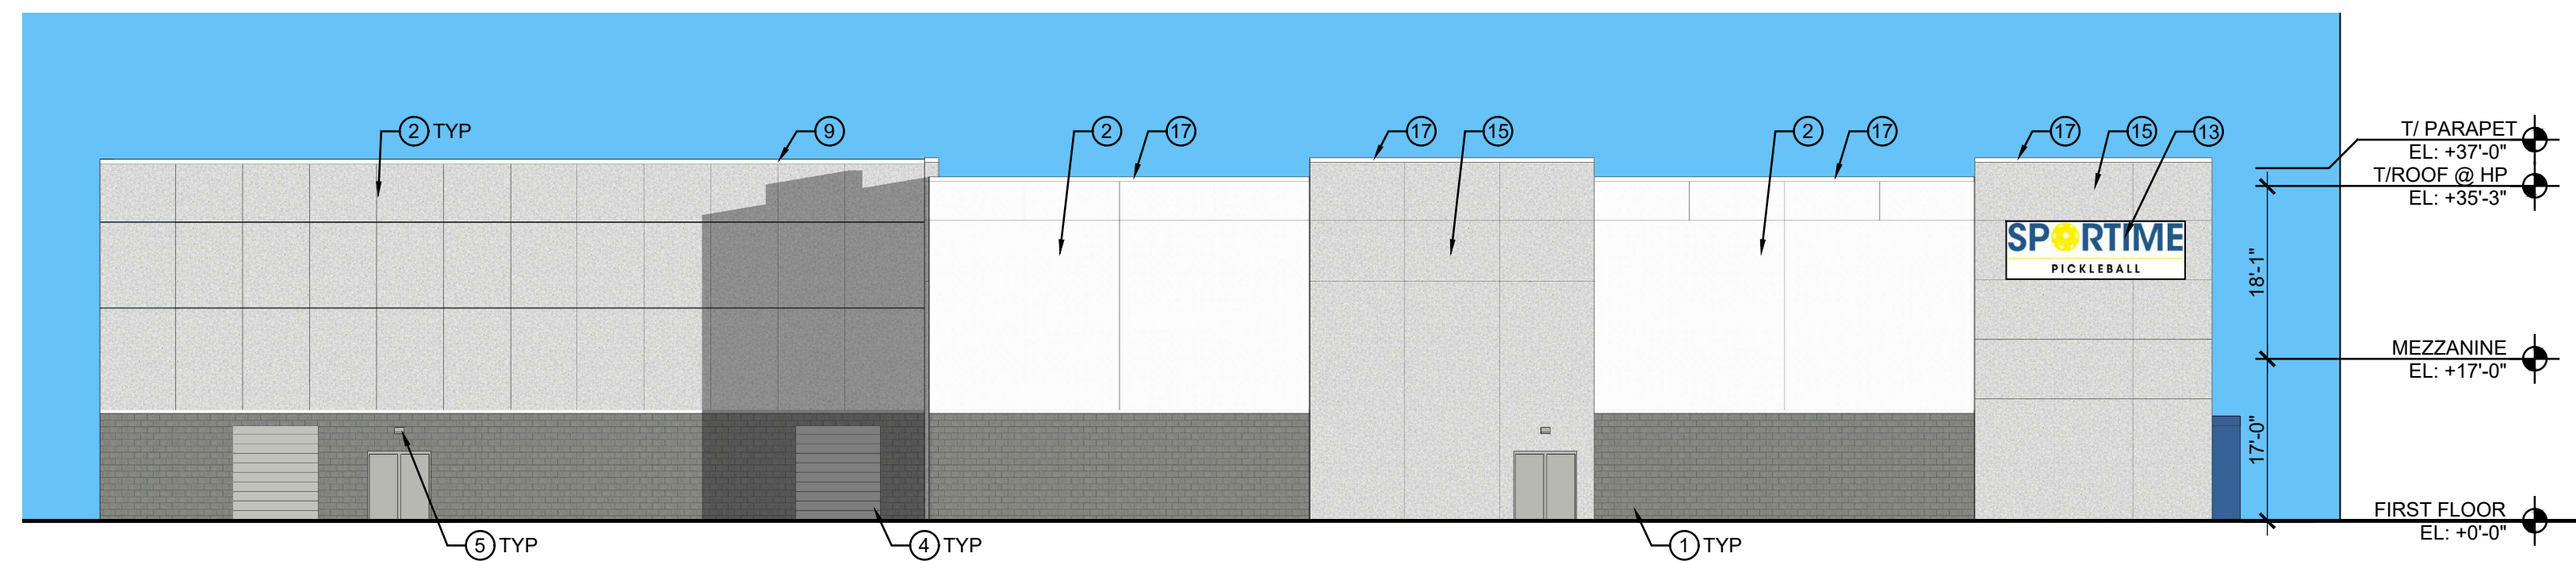 2 TYP
9
2
17
17
15
2
17
17
15
13
T/ PARAPET
EL: +37'-0"
T/ROOF @ HP
EL: +35'-3"
SPORTIME
PICKLEBALL
18'-1"
MEZZANINE
EL: +17'-0"
17'-0"
FIRST FLOOR
EL: +0'-0"
5 TYP
4 TYP
1 TYP